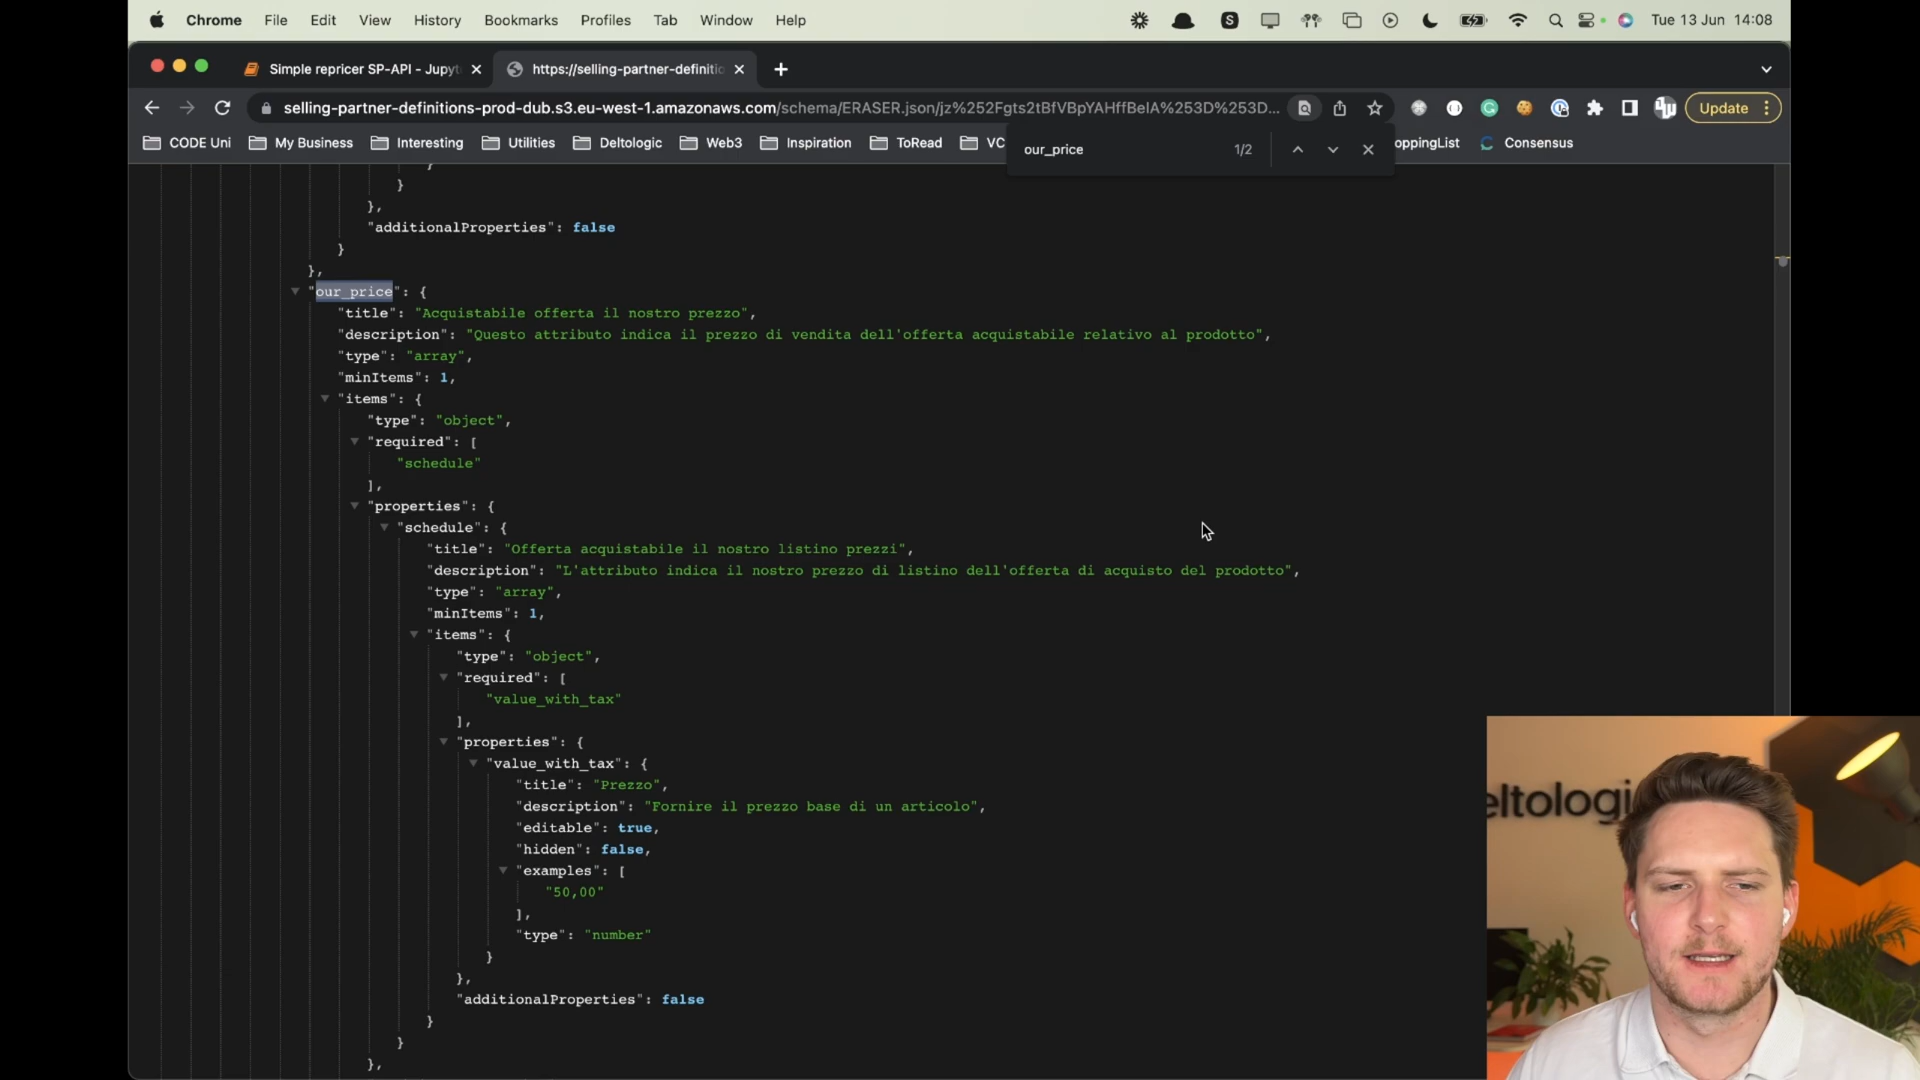 Chrome File Edit View History Bookmarks Profiles Tab Window Help Tue 13 Jun 14:08
Simple repricer SP-API - Jupyt https://selling-partner-definitio
selling-partner-definitions-prod-dub.s3.eu-west-1.amazonaws.com/schema/ERASER.json/jz%252Fgts2tBfVBpYAHffBeIA%253D%253D... Update
CODE Uni My Business Interesting Utilities Deltologic Web3 Inspiration ToRead VC our_price 1/2 oppingList Consensus
}
}
},
"additionalProperties": false
}
},
"our_price": {
"title": "Acquistabile offerta il nostro prezzo",
"description": "Questo attributo indica il prezzo di vendita dell'offerta acquistabile relativo al prodotto",
"type": "array",
"minItems": 1,
"items": {
"type": "object",
"required": [
"schedule"
],
"properties": {
"schedule": {
"title": "Offerta acquistabile il nostro listino prezzi",
"description": "L'attributo indica il nostro prezzo di listino dell'offerta di acquisto del prodotto",
"type": "array",
"minItems": 1,
"items": {
"type": "object",
"required": [
"value_with_tax"
],
"properties": {
"value_with_tax": {
"title": "Prezzo",
"description": "Fornire il prezzo base di un articolo",
"editable": true,
"hidden": false,
"examples": [
"50,00"
],
"type": "number"
}
},
"additionalProperties": false
}
}
},
eltologi